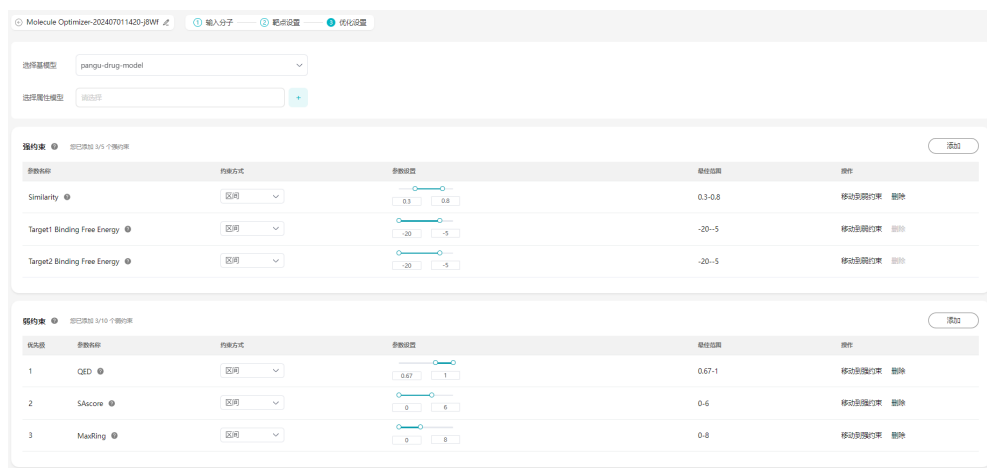 Molecule Optimizer-202407011420-j8Wf
1 输入分子 2 靶点设置 3 优化设置
选择基模型 pangu-drug-model
选择属性模型 请选择 +
强约束 您已添加 3/5 个强约束 添加
参数名称 约束方式 参数设置 最佳范围 操作
Similarity 区间 0.3 0.8 0.3-0.8 移动到弱约束 删除
Target1 Binding Free Energy 区间 -20 -5 -20--5 移动到弱约束 删除
Target2 Binding Free Energy 区间 -20 -5 -20--5 移动到弱约束 删除
弱约束 您已添加 3/10 个弱约束 添加
优先级 参数名称 约束方式 参数设置 最佳范围 操作
1 QED 区间 0.67 1 0.67-1 移动到强约束 删除
2 SAscore 区间 0 6 0-6 移动到强约束 删除
3 MaxRing 区间 0 8 0-8 移动到强约束 删除